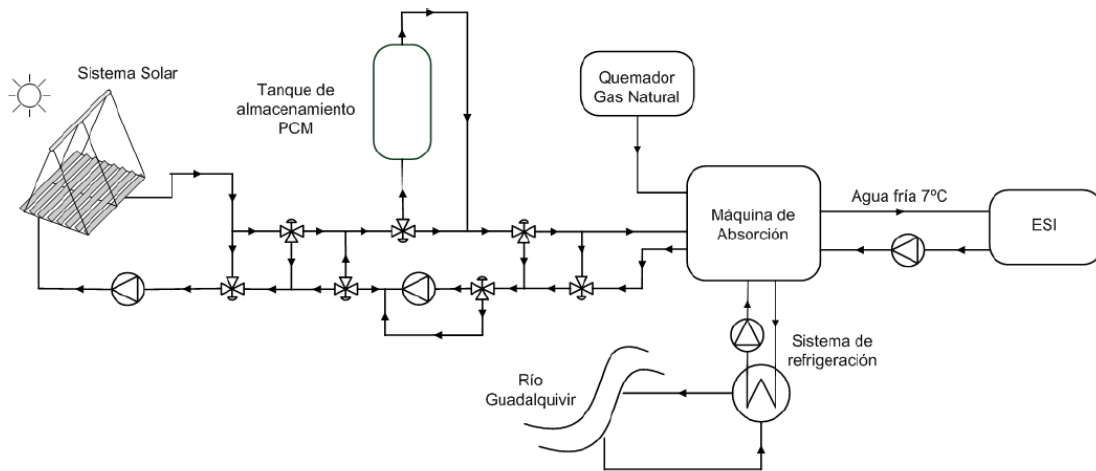 Sistema Solar
Tanque de
almacenamiento
PCM
Quemador
Gas Natural
Máquina de
Absorción
Agua fría 7ºC
ESI
Sistema de
refrigeración
Río
Guadalquivir